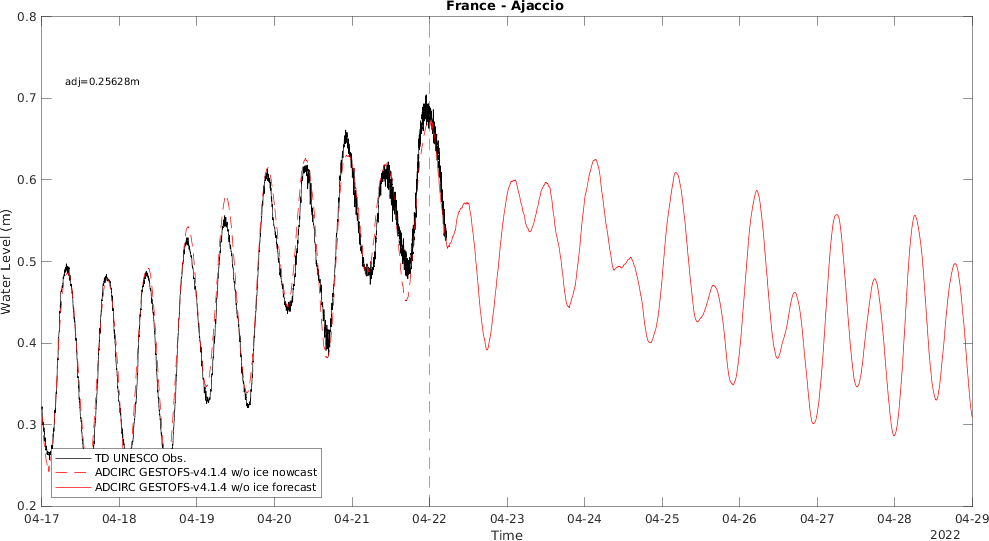 France - Ajaccio
0.8
0.7
0.6
0.5
0.4
0.3
0.2
Water Level (m)
adj=0.25628m
TD UNESCO Obs.
ADCIRC GESTOFS-v4.1.4 w/o ice nowcast
ADCIRC GESTOFS-v4.1.4 w/o ice forecast
04-17 04-18 04-19 04-20 04-21 04-22 04-23 04-24 04-25 04-26 04-27 04-28 04-29
Time
2022